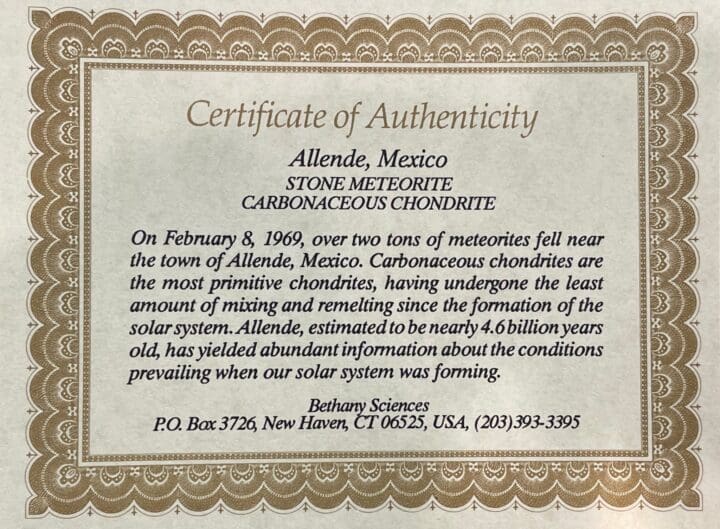 Certificate of Authenticity
Allende, Mexico
STONE METEORITE
CARBONACEOUS CHONDRITE
On February 8, 1969, over two tons of meteorites fell near
the town of Allende, Mexico. Carbonaceous chondrites are
the most primitive chondrites, having undergone the least
amount of mixing and remelting since the formation of the
solar system. Allende, estimated to be nearly 4.6 billion years
old, has yielded abundant information about the conditions
prevailing when our solar system was forming.
Bethany Sciences
P.O. Box 3726, New Haven, CT 06525, USA, (203)393-3395